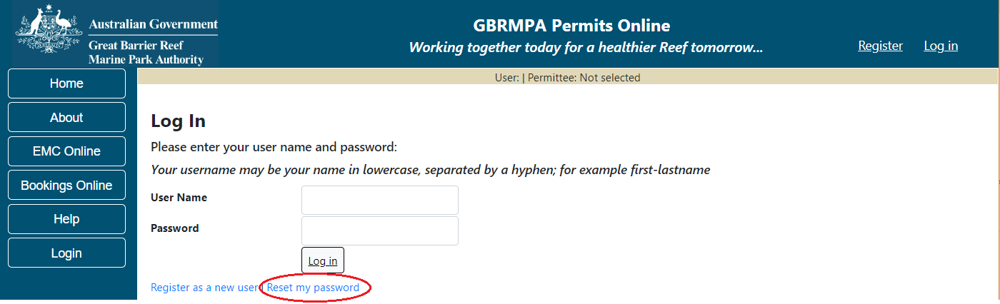 Australian Government
Great Barrier Reef
Marine Park Authority
GBRMPA Permits Online
Working together today for a healthier Reef tomorrow...
Register Log in
Home
About
EMC Online
Bookings Online
Help
Login
User: | Permittee: Not selected
Log In
Please enter your user name and password:
Your username may be your name in lowercase, separated by a hyphen; for example first-lastname
User Name
Password
Log in
Register as a new user | Reset my password